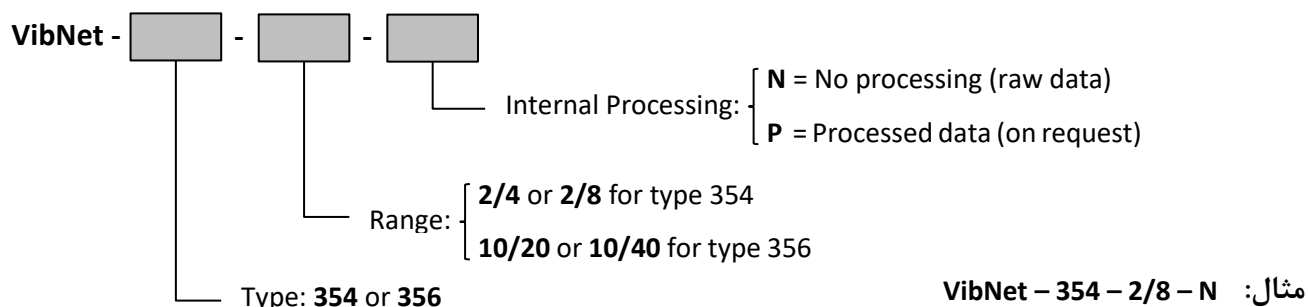 VibNet - - -
Internal Processing:
N = No processing (raw data)
P = Processed data (on request)
Range:
2/4 or 2/8 for type 354
10/20 or 10/40 for type 356
Type: 354 or 356
مثال: VibNet – 354 – 2/8 – N